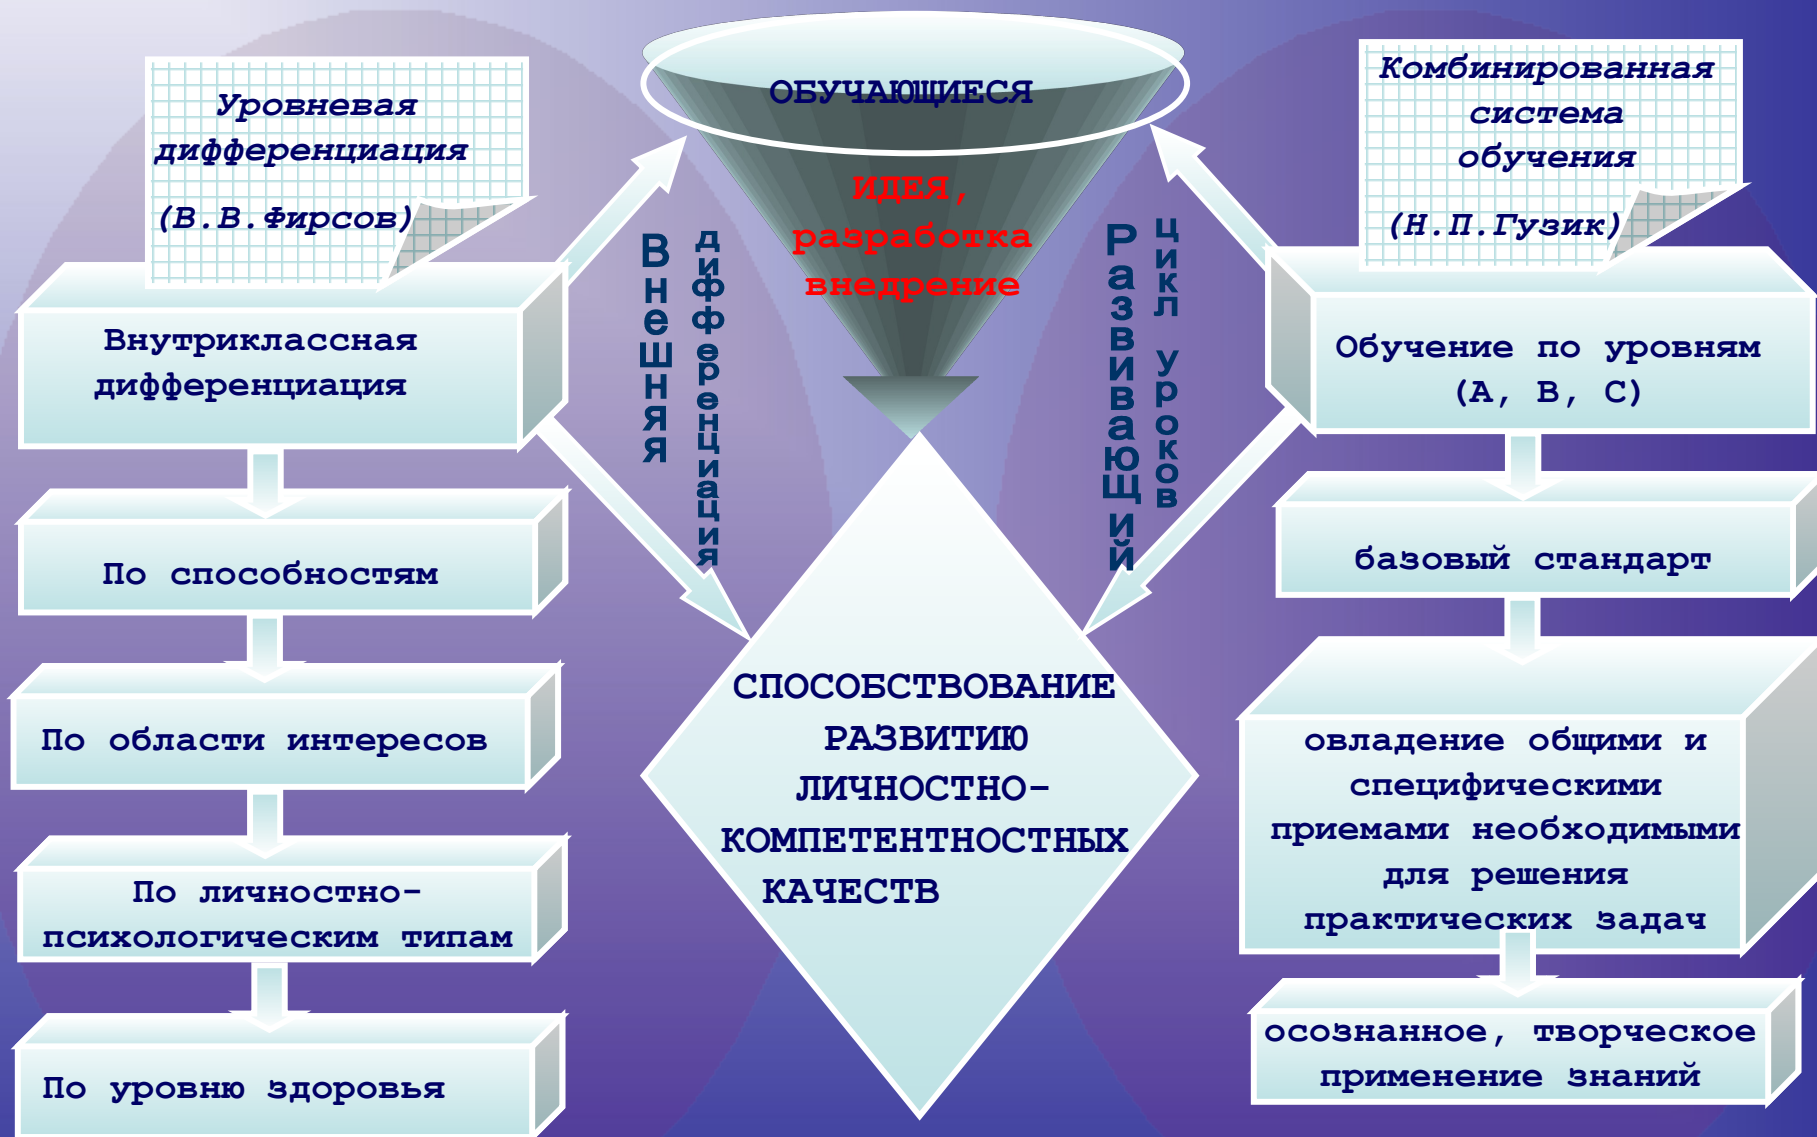 Уровневая
дифференциация
(В.В.Фирсов)
Внутриклассная
дифференциация
По способностям
По области интересов
По личностно-
психологическим типам
По уровню здоровья
Внешняя
дифференциация
ОБУЧАЮЩИЕСЯ
ИДЕЯ,
разработка
внедрение
СПОСОБСТВОВАНИЕ
РАЗВИТИЮ
ЛИЧНОСТНО-
КОМПЕТЕНТНОСТНЫХ
КАЧЕСТВ
Развивающий
цикл уроков
Комбинированная
система
обучения
(Н.П.Гузик)
Обучение по уровням
(А, В, С)
базовый стандарт
овладение общими и
специфическими
приемами необходимыми
для решения
практических задач
осознанное, творческое
применение знаний